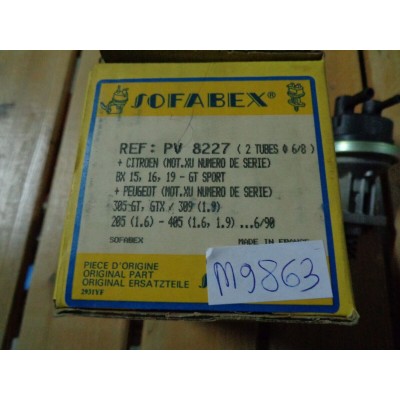 SOFABEX®
REF: PV 8227 ( 2 TUBES Φ 6/8 )
+ CITROEN (MOT.XU NUMERO DE SERIE)
BX 15, 16, 19 - GT SPORT
+ PEUGEOT (MOT.XU NUMERO DE SERIE)
305-GT, GTX / 309 (1.9)
205 (1.6) - 405 (1.6, 1.9) ...6/90
SOFABEX MADE IN FRANCE
M9863
PIECE D'ORIGINE
ORIGINAL PART
ORIGINAL ERSATZTEILE